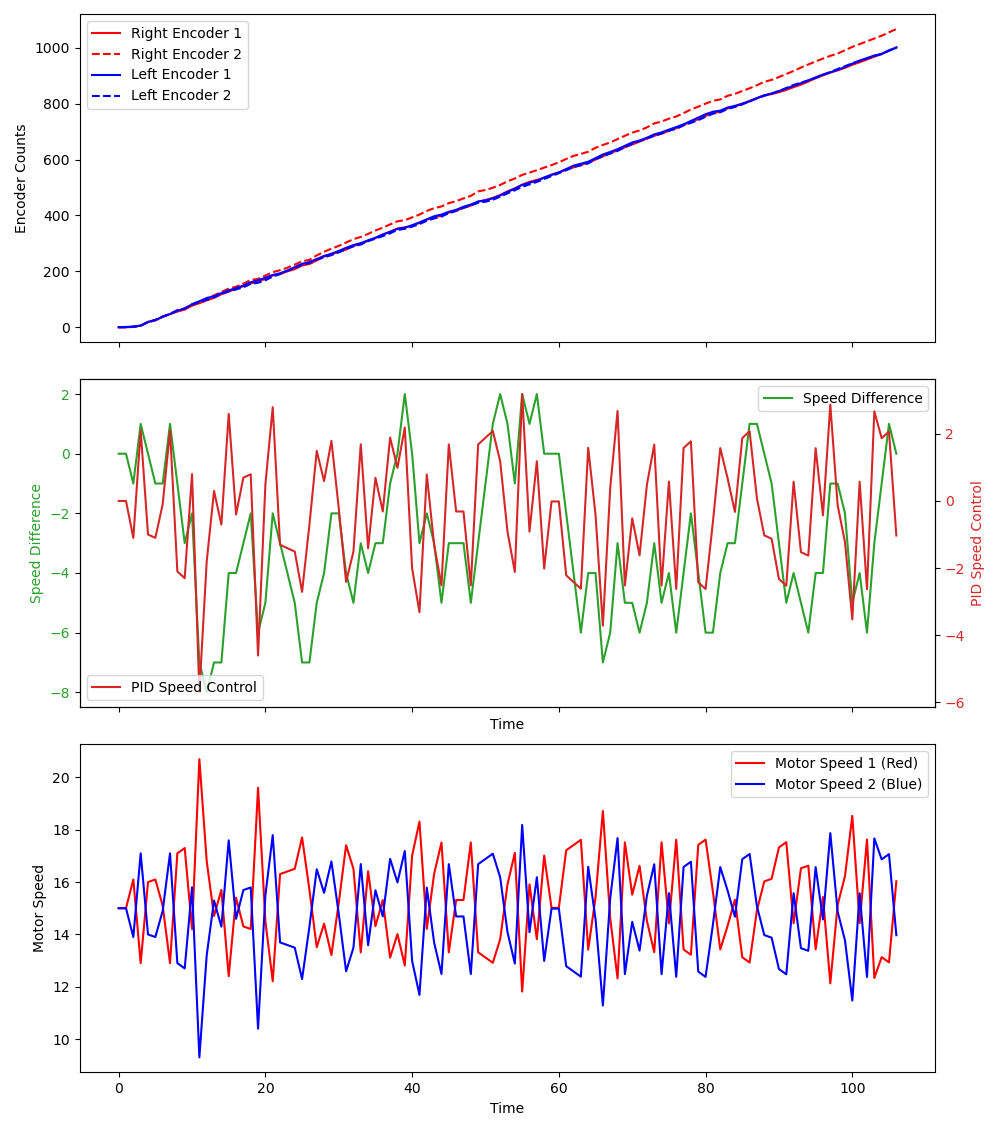 Right Encoder 1
Right Encoder 2
Left Encoder 1
Left Encoder 2
Encoder Counts
1000
800
600
400
200
0
Speed Difference
PID Speed Control
Speed Difference
2
0
−2
−4
−6
−8
PID Speed Control
2
0
−2
−4
−6
Time
Motor Speed 1 (Red)
Motor Speed 2 (Blue)
Motor Speed
20
18
16
14
12
10
0 20 40 60 80 100
Time